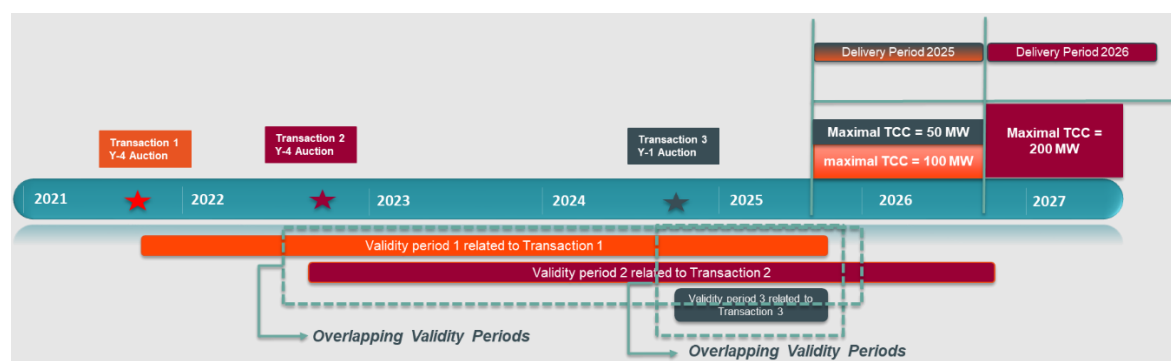 Delivery Period 2025
Delivery Period 2026
Transaction 1
Y-4 Auction
Transaction 2
Y-4 Auction
Transaction 3
Y-1 Auction
Maximal TCC = 50 MW
maximal TCC = 100 MW
Maximal TCC =
200 MW
2021
2022
2023
2024
2025
2026
2027
Validity period 1 related to Transaction 1
Validity period 2 related to Transaction 2
Validity period 3 related to
Transaction 3
Overlapping Validity Periods
Overlapping Validity Periods